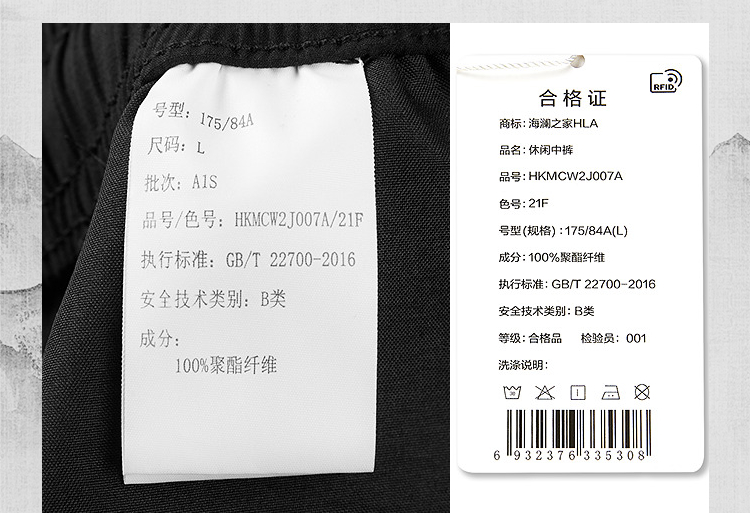 号型: 175/84A
尺码: L
批次: A1S
品号/色号: HKMCW2J007A/21F
执行标准: GB/T 22700-2016
安全技术类别: B类
成分:
100%聚酯纤维
RFID
合格证
商标: 海澜之家HLA
品名: 休闲中裤
品号: HKMCW2J007A
色号: 21F
号型(规格) :175/84A(L)
成分: 100%聚酯纤维
执行标准: GB/T 22700-2016
安全技术类别: B类
等级: 合格品 检验员: 001
洗涤说明:
30
6 932376 335308